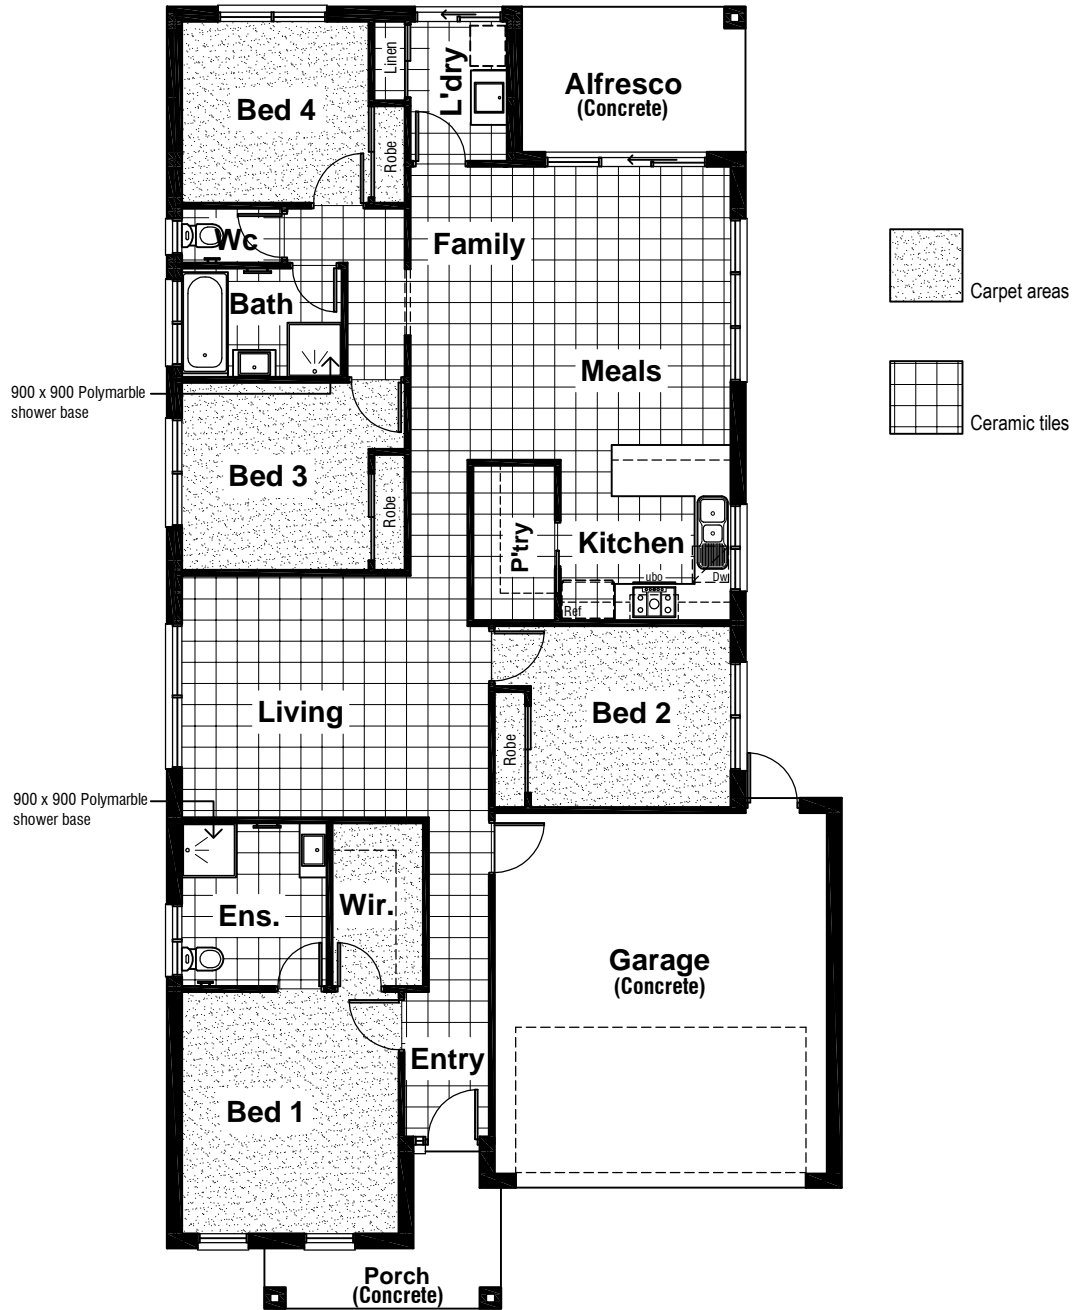 Linen
L'dry
Alfresco
(Concrete)
Bed 4
Robe
Wc
Family
Bath
Carpet areas
Meals
900 x 900 Polymarble
shower base
Ceramic tiles
Bed 3
Robe
P'try
Kitchen
ubo
Dw
Ref
Living
Bed 2
Robe
900 x 900 Polymarble
shower base
Wir.
Ens.
Garage
(Concrete)
Entry
Bed 1
Porch
(Concrete)